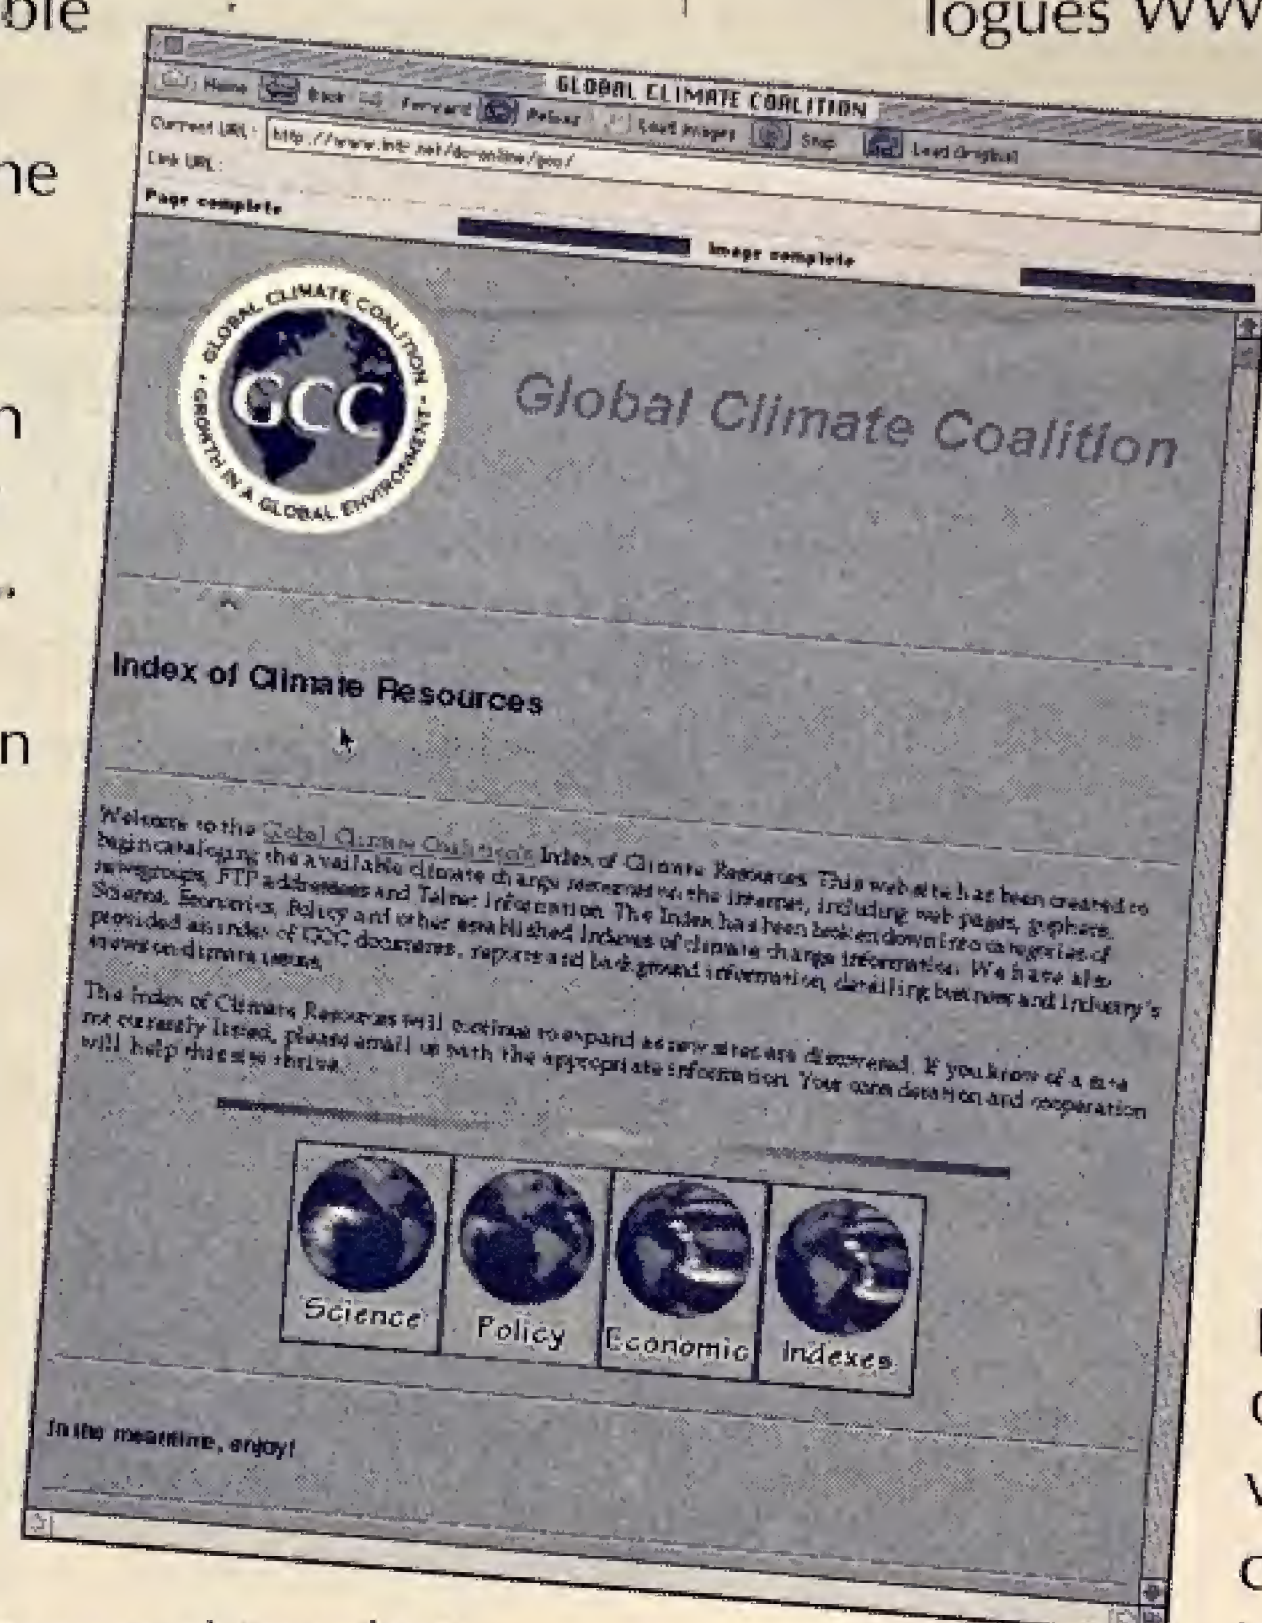 ble
logues WW
ne
n
n
GLOBAL CLIMATE COALITION
Home Back Forward Reload Load Images Stop Load Original
Current URL: http://www.
Link URL:
Page complete Image complete
GLOBAL CLIMATE COALITION • GROWTH IN A GLOBAL ENVIRONMENT •
GCC
Global Climate Coalition
Index of Climate Resources
Welcome to the Global Climate Coalition's Index of Climate Resources. This web site has been created to
begin cataloging the available climate change resources on the internet, including web pages, gophers,
newsgroups, FTP addresses and Telnet information. The Index has been broken down into categories of
Science, Economics, Policy and other established Indexes of climate change information. We have also
provided an index of GCC documents, reports and background information, detailing business and industry's
views on climate issues.
The Index of Climate Resources will continue to expand as new sites are discovered. If you know of a site
not currently listed, please email us with the appropriate information. Your consideration and cooperation
will help this site thrive.
Science Policy Economic Indexes
In the meantime, enjoy!